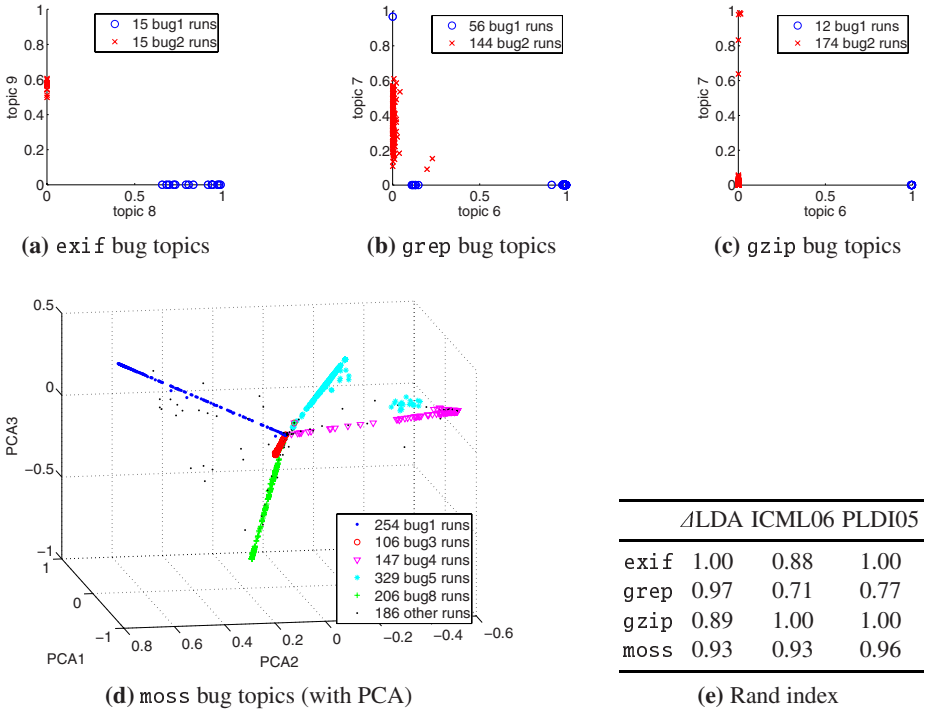 1
0.8
0.6
0.4
0.2
0
topic 9
15 bug1 runs
15 bug2 runs
0 0.5 1
topic 8
(a) exif bug topics
1
0.8
0.6
0.4
0.2
0
topic 7
56 bug1 runs
144 bug2 runs
0 0.5 1
topic 6
(b) grep bug topics
1
0.8
0.6
0.4
0.2
0
topic 7
12 bug1 runs
174 bug2 runs
0 0.5 1
topic 6
(c) gzip bug topics
0.5
0
−0.5
−1
PCA3
1
0
−1
PCA1
0.8 0.6 0.4 0.2 0 −0.2 −0.4 −0.6
PCA2
254 bug1 runs
106 bug3 runs
147 bug4 runs
329 bug5 runs
206 bug8 runs
186 other runs
(d) moss bug topics (with PCA)
ΔLDA ICML06 PLDI05
exif 1.00 0.88 1.00
grep 0.97 0.71 0.77
gzip 0.89 1.00 1.00
moss 0.93 0.93 0.96
(e) Rand index